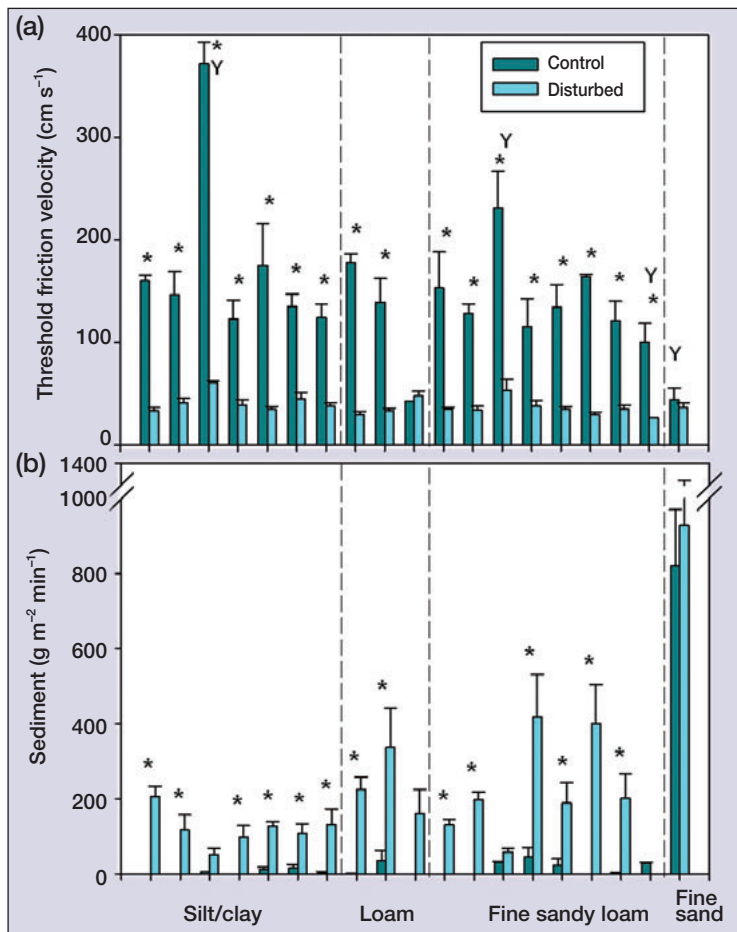 (a)
400
300
200
100
0
Threshold friction velocity (cm s⁻¹)
Control
Disturbed
*
Y
* * * * * *
* *
Y
*
* * * * * *
Y
*
Y
(b)
1400
1000
800
600
400
200
0
Sediment (g m⁻² min⁻¹)
* * * * * *
* *
* * * * * *
Silt/clay
Loam
Fine sandy loam
Fine
sand